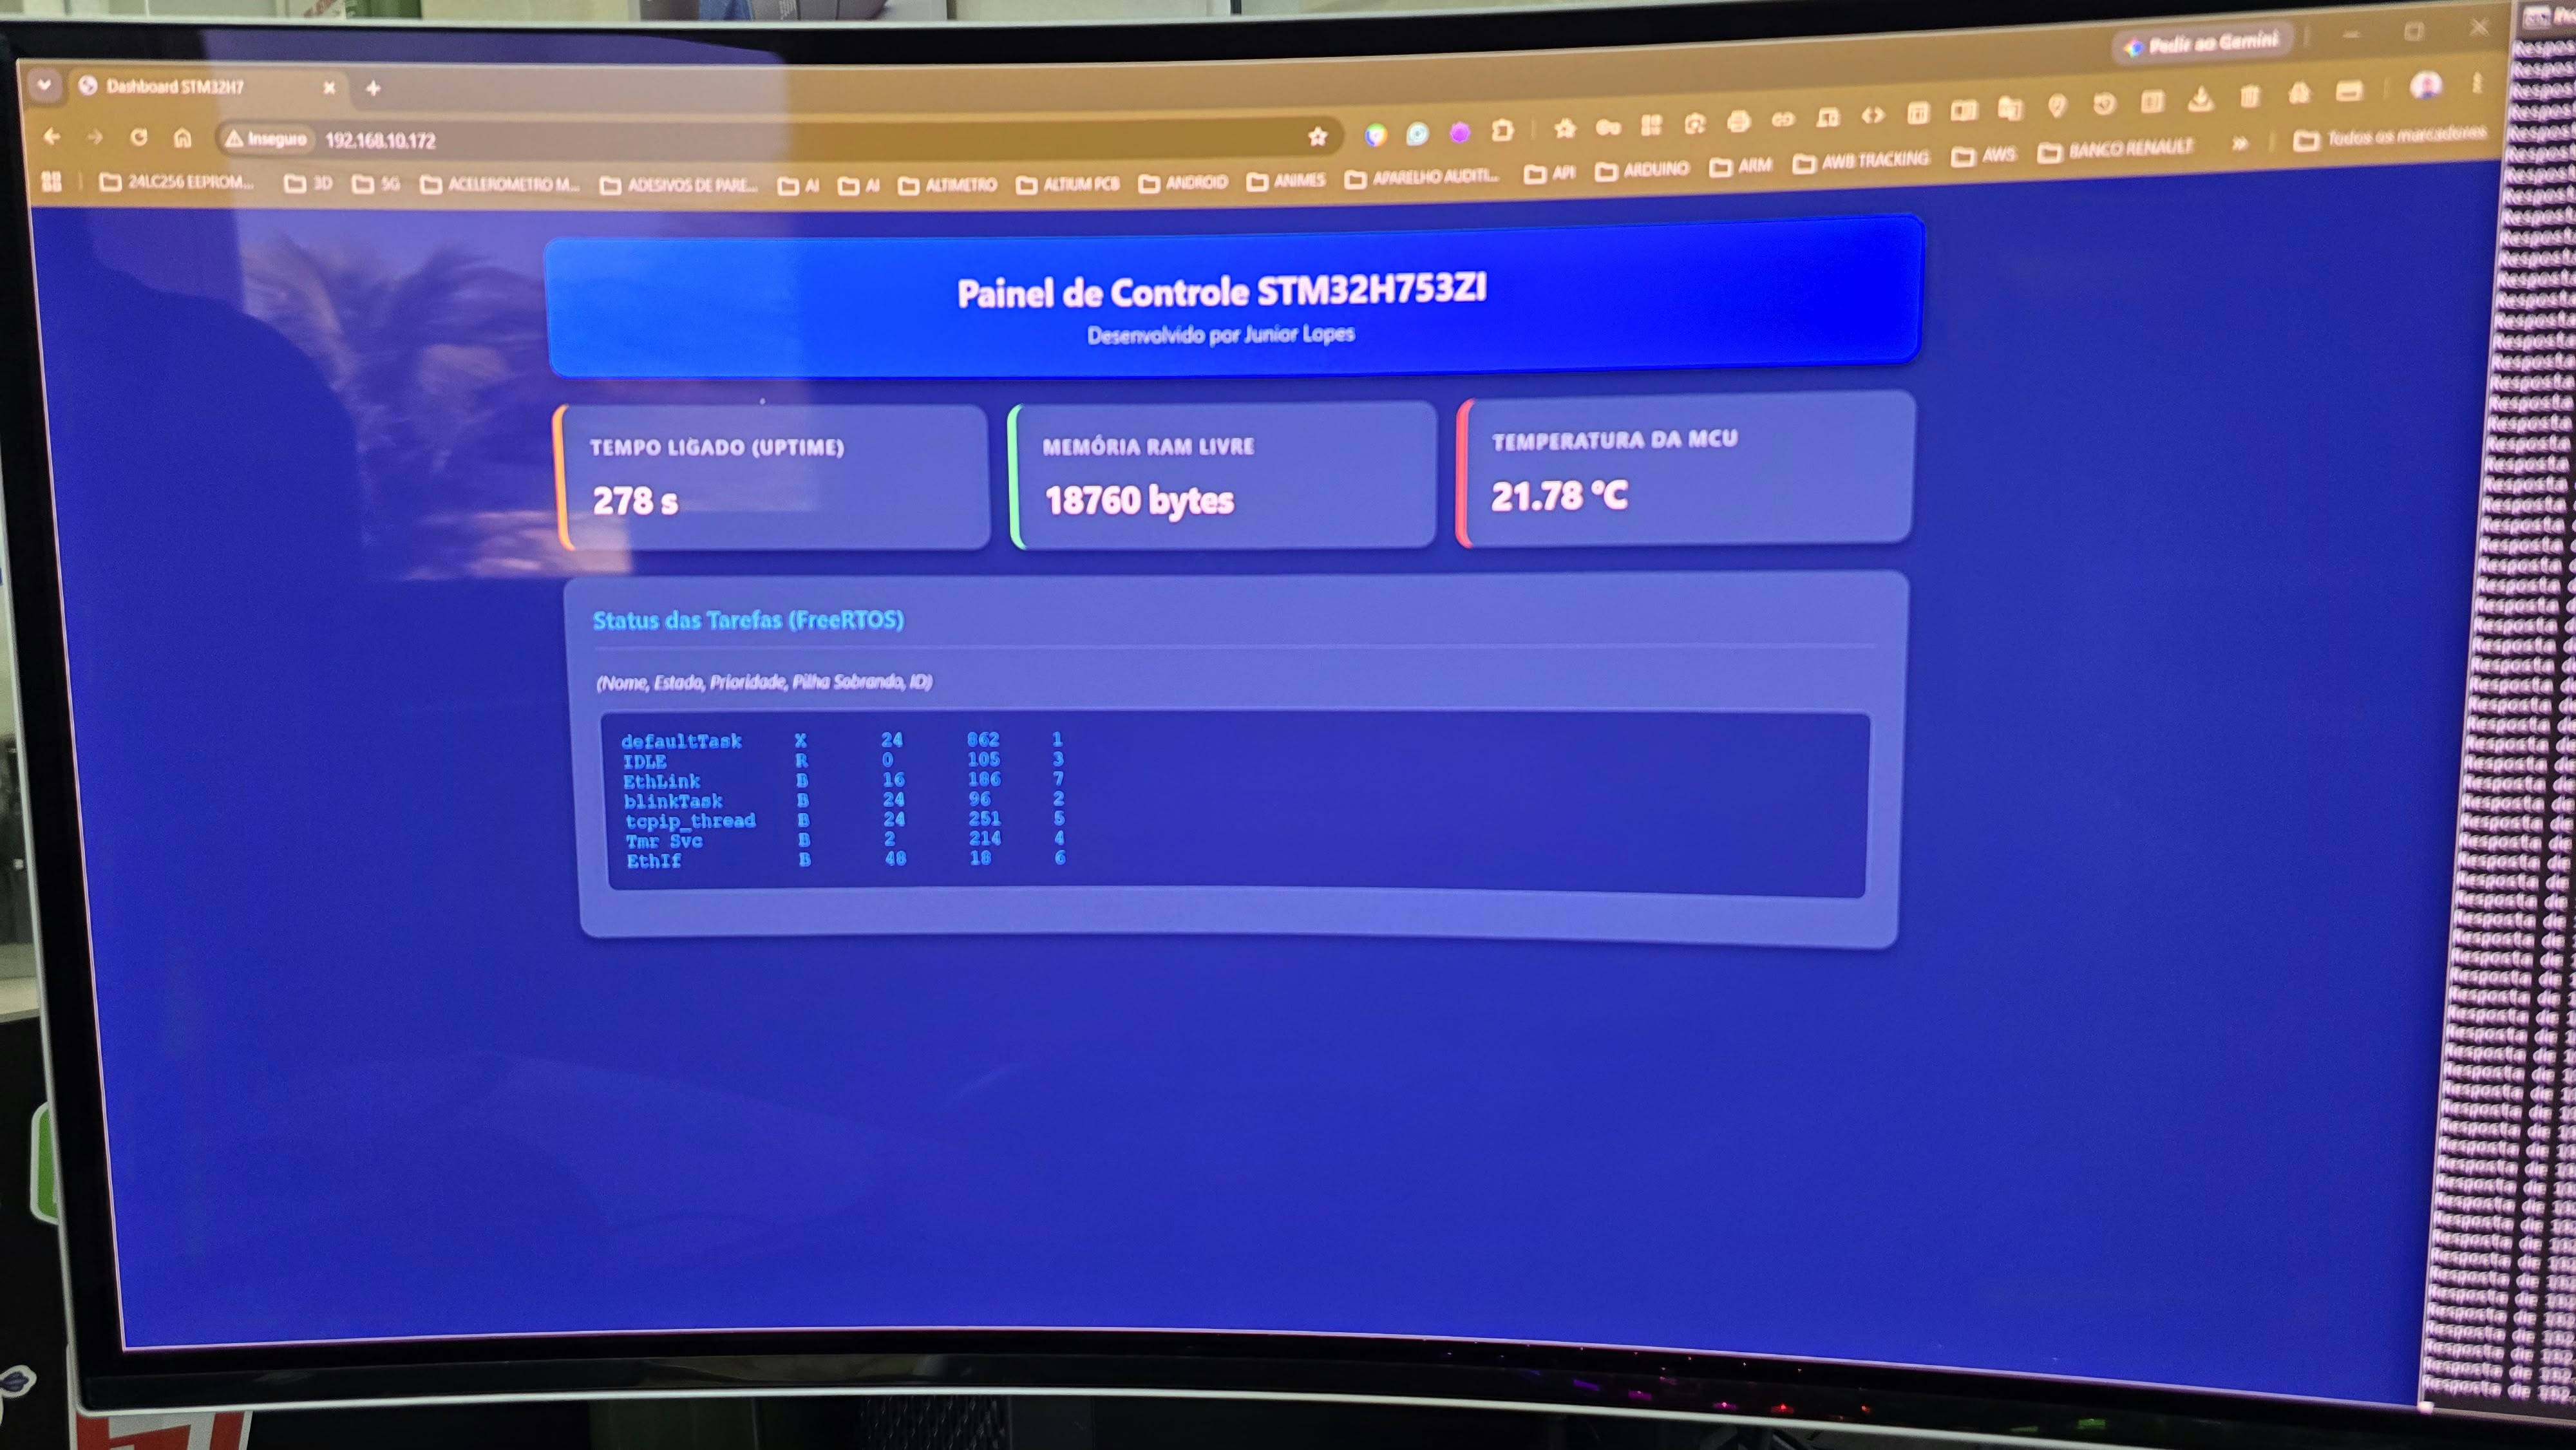 Pedir ao Gemini
Dashboard STM32H7
Inseguro 192.168.10.172
24LC256 EEPROM... 3D 5G ACELEROMETRO M... ADESIVOS DE PARE... AI AI ALTIMETRO ALTIUM PCB ANDROID ANIMES APARELHO AUDITI... API ARDUINO ARM AWB TRACKING AWS BANCO RENAULT Todos os marcadores
Painel de Controle STM32H753ZI
Desenvolvido por Junior Lopes
TEMPO LIGADO (UPTIME)
278 s
MEMÓRIA RAM LIVRE
18760 bytes
TEMPERATURA DA MCU
21.78 °C
Status das Tarefas (FreeRTOS)
(Nome, Estado, Prioridade, Pilha Sobrando, ID)
defaultTask X 24 862 1
IDLE R 0 105 3
EthLink B 16 186 7
blinkTask B 24 96 2
tcpip_thread B 24 251 5
Tmr Svc B 2 214 4
EthIf B 48 18 6